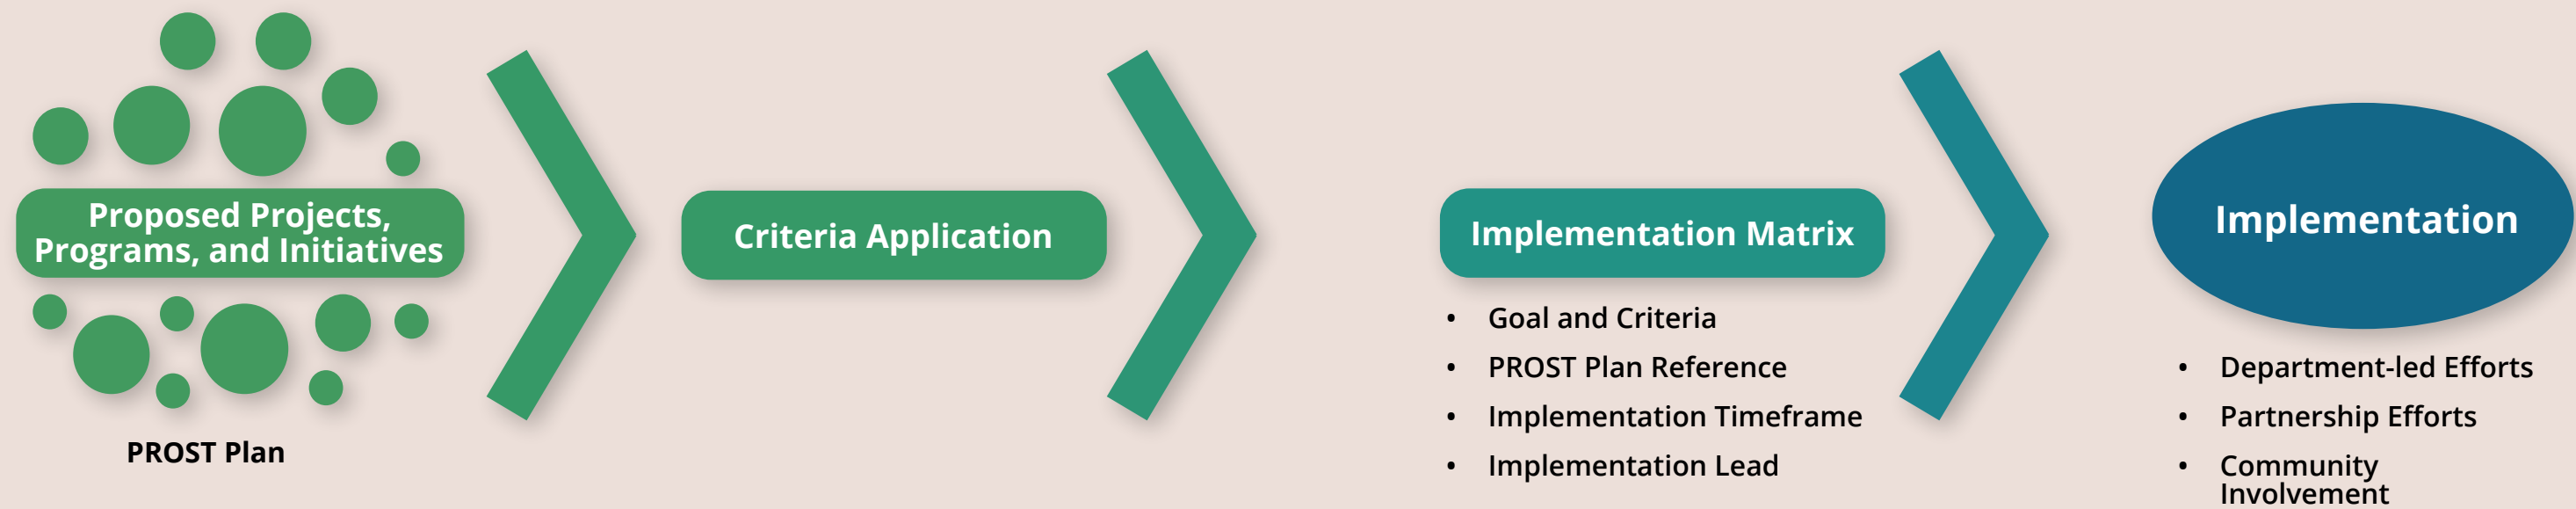 Proposed Projects,
Programs, and Initiatives
PROST Plan
Criteria Application
Implementation Matrix
• Goal and Criteria
• PROST Plan Reference
• Implementation Timeframe
• Implementation Lead
Implementation
• Department-led Efforts
• Partnership Efforts
• Community
Involvement